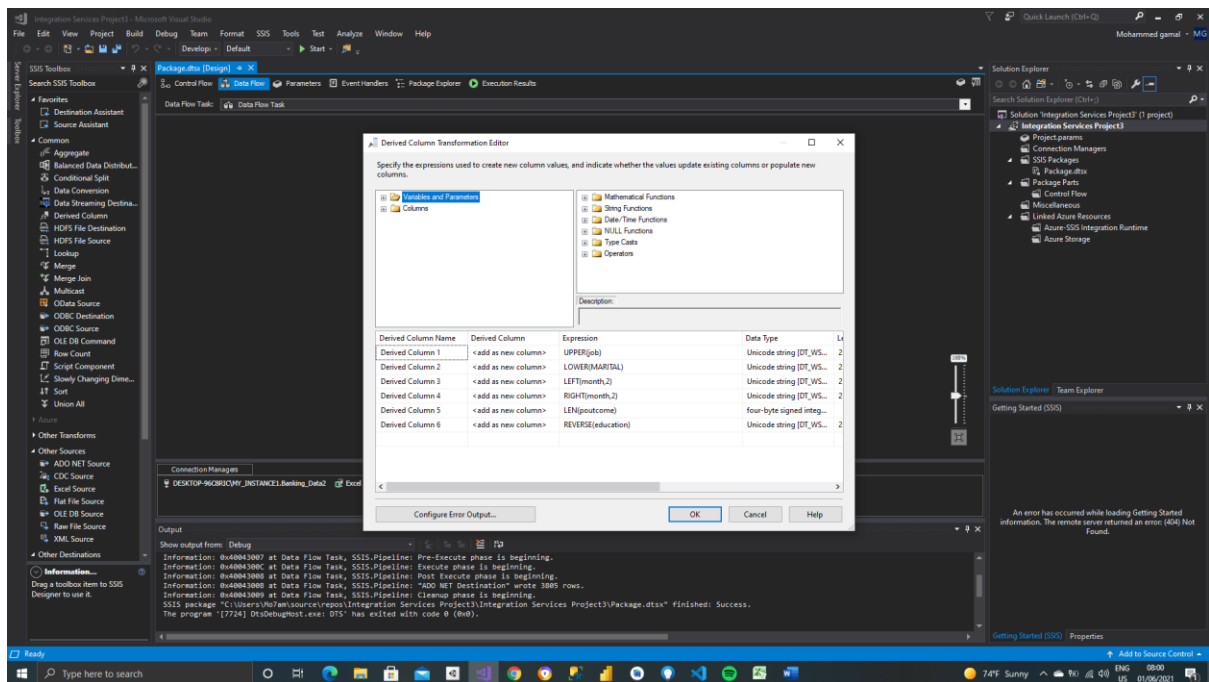 Integration Services Project3 - Microsoft Visual Studio
Quick Launch (Ctrl+Q)
File Edit View Project Build Debug Team Format SSIS Tools Test Analyze Window Help
Mohammed gamal MG
Develop Default Start
Server Explorer
Toolbox
SSIS Toolbox
Search SSIS Toolbox
Favorites
Destination Assistant
Source Assistant
Common
Aggregate
Balanced Data Distribut...
Conditional Split
Data Conversion
Data Streaming Destina...
Derived Column
HDFS File Destination
HDFS File Source
Lookup
Merge
Merge Join
Multicast
OData Source
ODBC Destination
ODBC Source
OLE DB Command
Row Count
Script Component
Slowly Changing Dime...
Sort
Union All
Azure
Other Transforms
Other Sources
ADO NET Source
CDC Source
Excel Source
Flat File Source
OLE DB Source
Raw File Source
XML Source
Other Destinations
Information...
Drag a toolbox item to SSIS
Designer to use it.
Package.dtsx [Design]
Control Flow Data Flow Parameters Event Handlers Package Explorer Execution Results
Data Flow Task: Data Flow Task
Derived Column Transformation Editor
Specify the expressions used to create new column values, and indicate whether the values update existing columns or populate new
columns.
Variables and Parameters
Columns
Mathematical Functions
String Functions
Date/Time Functions
NULL Functions
Type Casts
Operators
Description:
Derived Column Name Derived Column Expression Data Type Le
Derived Column 1 <add as new column> UPPER(job) Unicode string [DT_WS... 2
Derived Column 2 <add as new column> LOWER(MARITAL) Unicode string [DT_WS... 2
Derived Column 3 <add as new column> LEFT(month,2) Unicode string [DT_WS... 2
Derived Column 4 <add as new column> RIGHT(month,2) Unicode string [DT_WS... 2
Derived Column 5 <add as new column> LEN(poutcome) four-byte signed integ...
Derived Column 6 <add as new column> REVERSE(education) Unicode string [DT_WS... 2
Configure Error Output... OK Cancel Help
100%
Connection Managers
DESKTOP-96CBRIC\MY_INSTANCE1.Banking_Data2 Excel
Output
Show output from: Debug
Information: 0x40043007 at Data Flow Task, SSIS.Pipeline: Pre-Execute phase is beginning.
Information: 0x4004300C at Data Flow Task, SSIS.Pipeline: Execute phase is beginning.
Information: 0x40043008 at Data Flow Task, SSIS.Pipeline: Post Execute phase is beginning.
Information: 0x4004300B at Data Flow Task, SSIS.Pipeline: "ADO NET Destination" wrote 3805 rows.
Information: 0x40043009 at Data Flow Task, SSIS.Pipeline: Cleanup phase is beginning.
SSIS package "C:\Users\Mo7am\source\repos\Integration Services Project3\Integration Services Project3\Package.dtsx" finished: Success.
The program '[7724] DtsDebugHost.exe: DTS' has exited with code 0 (0x0).
Solution Explorer
Search Solution Explorer (Ctrl+;)
Solution 'Integration Services Project3' (1 project)
Integration Services Project3
Project.params
Connection Managers
SSIS Packages
Package.dtsx
Package Parts
Control Flow
Miscellaneous
Linked Azure Resources
Azure-SSIS Integration Runtime
Azure Storage
Solution Explorer Team Explorer
Getting Started (SSIS)
An error has occurred while loading Getting Started
information. The remote server returned an error: (404) Not
Found.
Getting Started (SSIS) Properties
Ready
Add to Source Control
Type here to search
74°F Sunny
ENG
US
08:00
01/06/2021